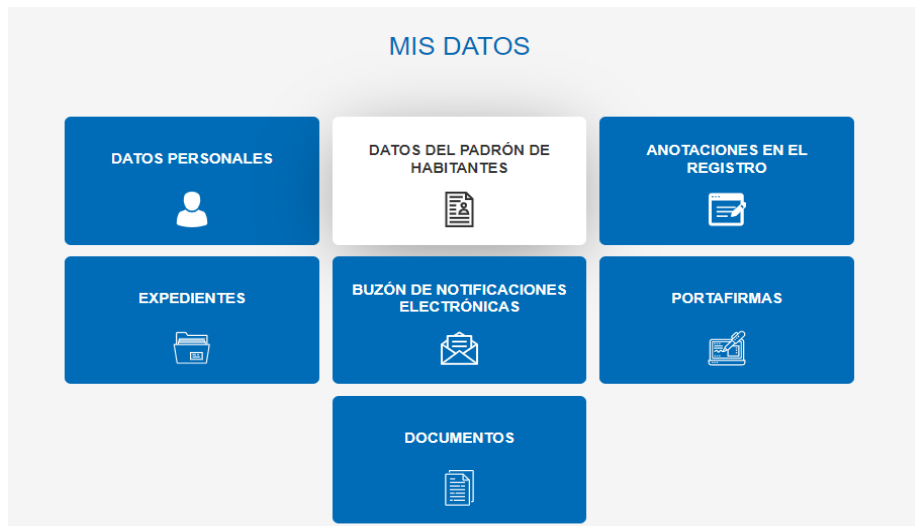 MIS DATOS
DATOS PERSONALES
DATOS DEL PADRÓN DE
HABITANTES
ANOTACIONES EN EL
REGISTRO
EXPEDIENTES
BUZÓN DE NOTIFICACIONES
ELECTRÓNICAS
PORTAFIRMAS
DOCUMENTOS